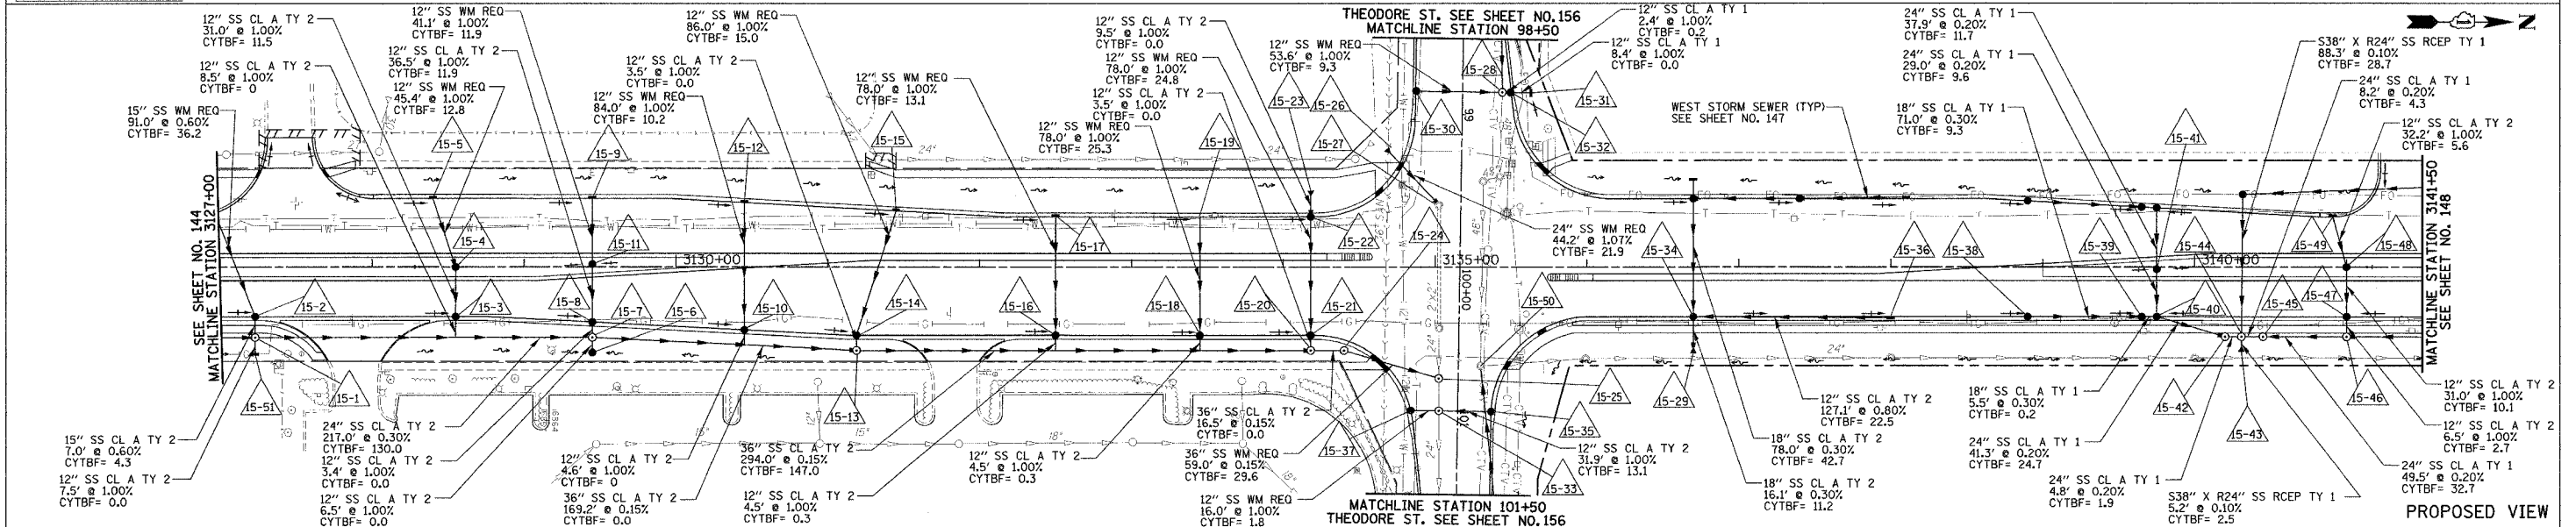 12" SS CL A TY 2
31.0' @ 1.00%
CYTBF= 11.5
12" SS WM REQ
41.1' @ 1.00%
CYTBF= 11.9
12" SS WM REQ
86.0' @ 1.00%
CYTBF= 15.0
12" SS CL A TY 2
9.5' @ 1.00%
CYTBF= 0.0
THEODORE ST. SEE SHEET NO.156
MATCHLINE STATION 98+50
12" SS CL A TY 1
2.4' @ 1.00%
CYTBF= 0.2
24" SS CL A TY 1
37.9' @ 0.20%
CYTBF= 11.7
N
12" SS CL A TY 2
8.5' @ 1.00%
CYTBF= 0
12" SS CL A TY 2
36.5' @ 1.00%
CYTBF= 11.9
12" SS CL A TY 2
3.5' @ 1.00%
CYTBF= 0.0
12" SS WM REQ
78.0' @ 1.00%
CYTBF= 13.1
12" SS CL A TY 2
78.0' @ 1.00%
CYTBF= 24.8
12" SS WM REQ
53.6' @ 1.00%
CYTBF= 9.3
12" SS CL A TY 1
8.4' @ 1.00%
CYTBF= 0.0
24" SS CL A TY 1
29.0' @ 0.20%
CYTBF= 9.6
S38" X R24" SS RCEP TY 1
88.3' @ 0.10%
CYTBF= 28.7
15" SS WM REQ
91.0' @ 0.60%
CYTBF= 36.2
12" SS WM REQ
45.4' @ 1.00%
CYTBF= 12.8
12" SS WM REQ
84.0' @ 1.00%
CYTBF= 10.2
12" SS WM REQ
78.0' @ 1.00%
CYTBF= 25.3
12" SS CL A TY 2
3.5' @ 1.00%
CYTBF= 0.0
WEST STORM SEWER (TYP)
SEE SHEET NO. 147
18" SS CL A TY 1
71.0' @ 0.30%
CYTBF= 9.3
24" SS CL A TY 1
8.2' @ 0.20%
CYTBF= 4.3
12" SS CL A TY 2
32.2' @ 1.00%
CYTBF= 5.6
15-5
15-9
15-12
15-15
15-19
15-23
15-26
15-27
15-28
15-30
15-31
15-32
15-41
99
24"
24"
SEE SHEET NO. 144
MATCHLINE STATION 3127+00
15-4
15-11
15-17
15-22
15-24
24" SS WM REQ
44.2' @ 1.07%
CYTBF= 21.9
15-34
15-36
15-38
15-39
15-44
15-49
15-48
3130+00
3135+00
3140+00
100+00
MATCHLINE STATION 3141+50
SEE SHEET NO. 148
15-2
15-3
15-8
15-7
15-6
15-10
15-14
15-16
15-18
15-20
15-21
15-50
15-40
15-45
15-47
24"
15-51
15-1
15-13
15-25
15-29
15-42
15-43
15-46
15-37
15-35
15-33
101
15"
18"
24"
15" SS CL A TY 2
7.0' @ 0.60%
CYTBF= 4.3
12" SS CL A TY 2
7.5' @ 1.00%
CYTBF= 0.0
24" SS CL A TY 2
217.0' @ 0.30%
CYTBF= 130.0
12" SS CL A TY 2
3.4' @ 1.00%
CYTBF= 0.0
12" SS CL A TY 2
6.5' @ 1.00%
CYTBF= 0.0
12" SS CL A TY 2
4.6' @ 1.00%
CYTBF= 0
36" SS CL A TY 2
169.2' @ 0.15%
CYTBF= 0.0
36" SS CL A TY 2
294.0' @ 0.15%
CYTBF= 147.0
12" SS CL A TY 2
4.5' @ 1.00%
CYTBF= 0.3
12" SS CL A TY 2
4.5' @ 1.00%
CYTBF= 0.3
36" SS CL A TY 2
16.5' @ 0.15%
CYTBF= 0.0
36" SS WM REQ
59.0' @ 0.15%
CYTBF= 29.6
12" SS WM REQ
16.0' @ 1.00%
CYTBF= 1.8
MATCHLINE STATION 101+50
THEODORE ST. SEE SHEET NO.156
12" SS CL A TY 2
31.9' @ 1.00%
CYTBF= 13.1
12" SS CL A TY 2
127.1' @ 0.80%
CYTBF= 22.5
18" SS CL A TY 2
78.0' @ 0.30%
CYTBF= 42.7
18" SS CL A TY 2
16.1' @ 0.30%
CYTBF= 11.2
18" SS CL A TY 1
5.5' @ 0.30%
CYTBF= 0.2
24" SS CL A TY 1
41.3' @ 0.20%
CYTBF= 24.7
24" SS CL A TY 1
4.8' @ 0.20%
CYTBF= 1.9
S38" X R24" SS RCEP TY 1
5.2' @ 0.10%
CYTBF= 2.5
12" SS CL A TY 2
31.0' @ 1.00%
CYTBF= 10.1
12" SS CL A TY 2
6.5' @ 1.00%
CYTBF= 2.7
24" SS CL A TY 1
49.5' @ 0.20%
CYTBF= 32.7
PROPOSED VIEW